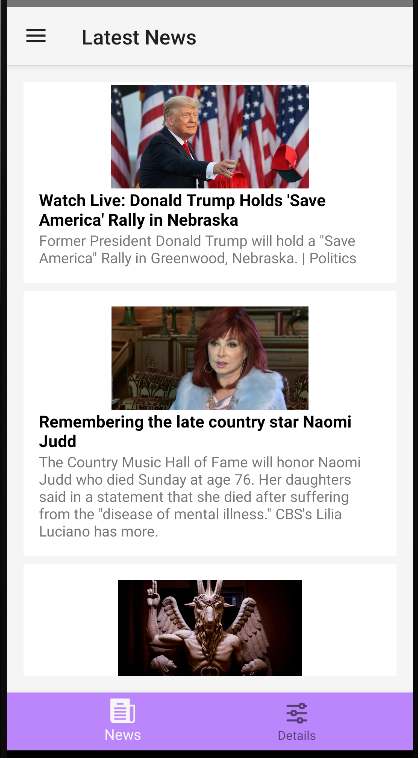 Latest News
Watch Live: Donald Trump Holds 'Save
America' Rally in Nebraska
Former President Donald Trump will hold a "Save
America" Rally in Greenwood, Nebraska. | Politics
Remembering the late country star Naomi
Judd
The Country Music Hall of Fame will honor Naomi
Judd who died Sunday at age 76. Her daughters
said in a statement that she died after suffering
from the "disease of mental illness." CBS's Lilia
Luciano has more.
News
Details